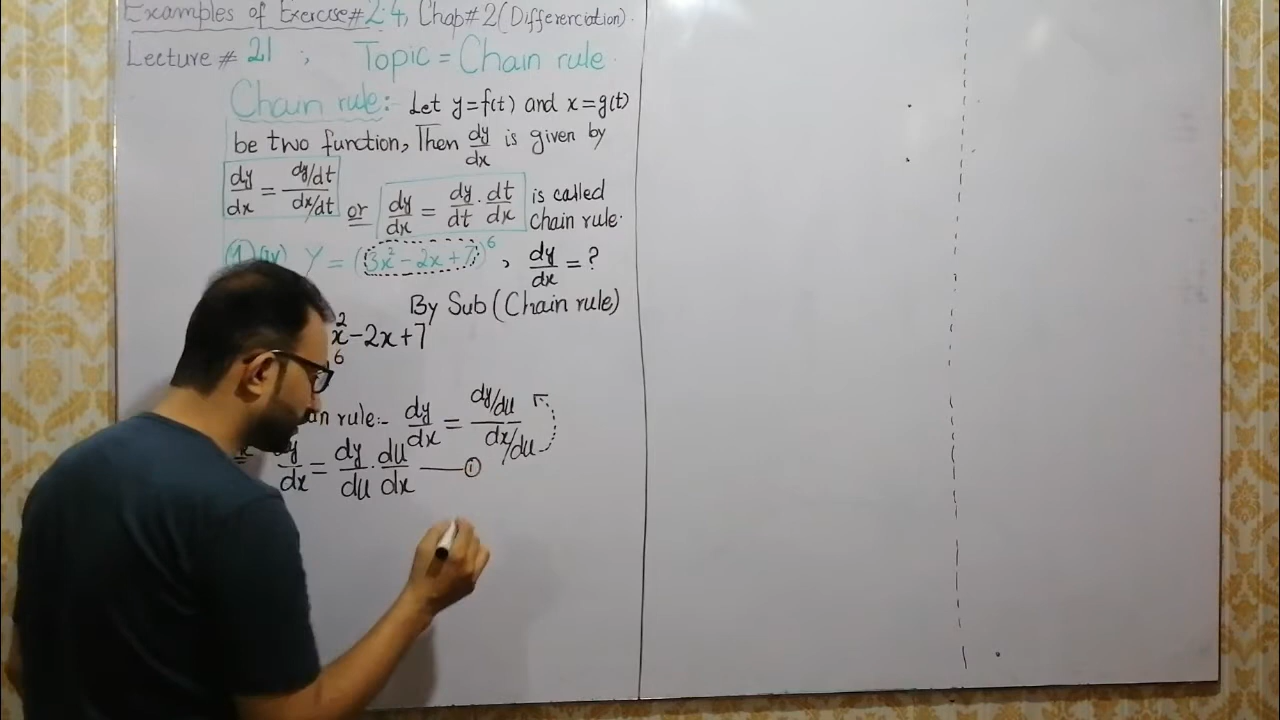 Examples of Exercise# 2.4, Chap# 2 (Differenciation).
Lecture # 21 ; Topic = Chain rule.
Chain rule:- Let y=f(t) and x=g(t)
be two function, Then dy/dx is given by
dy/dx = (dy/dt)/(dx/dt) or dy/dx = dy/dt . dt/dx is called
chain rule.
Y = (3x² - 2x + 7)⁶ , dy/dx = ?
By Sub (Chain rule)
x² - 2x + 7
6
rule:- dy/dx = (dy/du)/(dx/du)
dy/dx = dy/du . du/dx —— ①